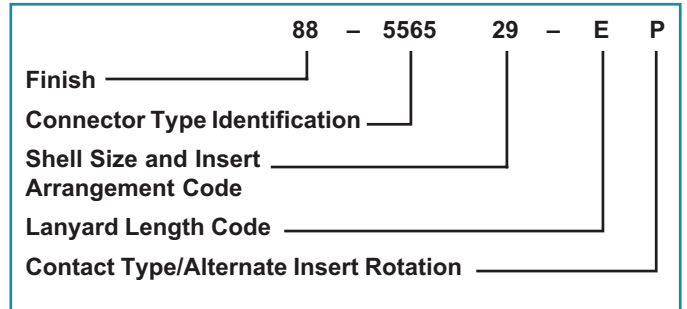 88 – 5565 29 – E P
Finish
Connector Type Identification
Shell Size and Insert
Arrangement Code
Lanyard Length Code
Contact Type/Alternate Insert Rotation